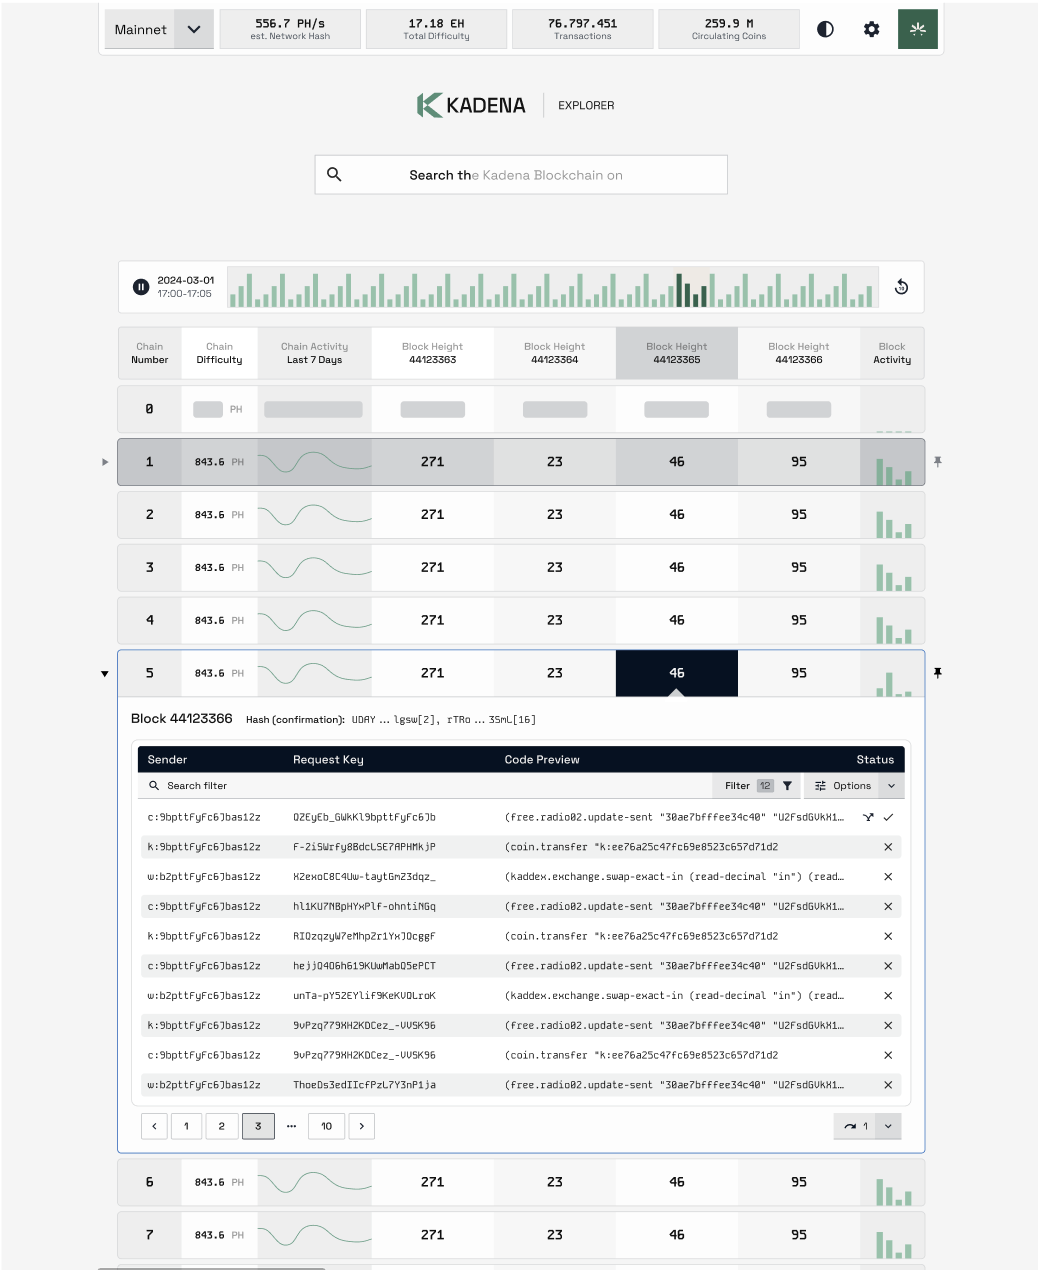 Mainnet
556.7 PH/s
est. Network Hash
17.18 EH
Total Difficulty
76.797.451
Transactions
259.9 M
Circulating Coins
KADENA
EXPLORER
Search the Kadena Blockchain on
2024-03-01
17:00-17:05
10
Chain Number
Chain Difficulty
Chain Activity Last 7 Days
Block Height 44123363
Block Height 44123364
Block Height 44123365
Block Height 44123366
Block Activity
0 PH
1 843.6 PH 271 23 46 95
2 843.6 PH 271 23 46 95
3 843.6 PH 271 23 46 95
4 843.6 PH 271 23 46 95
5 843.6 PH 271 23 46 95
Block 44123366 Hash (confirmation): UDAY ... lgsw[2], rTRo ... 3SmL[16]
Sender Request Key Code Preview Status
Search filter Filter 12 Options
c:9bpttFyFc6Jbas12z QZEyEb_GWkKl9bpttFyFc6Jb (free.radio02.update-sent "30ae7bfffee34c40" "U2FsdGVkX1...
k:9bpttFyFc6Jbas12z F-2iSWrfy8BdcLSE7APHMkjP (coin.transfer "k:ee76a25c47fc69e8523c657d71d2
w:b2pttFyFc6Jbas12z X2exoC8C4Uw-taytGmZ3dqz_ (kaddex.exchange.swap-exact-in (read-decimal "in") (read...
c:9bpttFyFc6Jbas12z hl1KU7NBpHYxPlf-ohntiNGq (free.radio02.update-sent "30ae7bfffee34c40" "U2FsdGVkX1...
k:9bpttFyFc6Jbas12z RIQzqzyW7eMhpZr1YxJOcggF (coin.transfer "k:ee76a25c47fc69e8523c657d71d2
c:9bpttFyFc6Jbas12z hejjQ4O6h619KUwMabQ5ePCT (free.radio02.update-sent "30ae7bfffee34c40" "U2FsdGVkX1...
w:b2pttFyFc6Jbas12z unTa-pY52EYlif9KeKVQLroK (kaddex.exchange.swap-exact-in (read-decimal "in") (read...
k:9bpttFyFc6Jbas12z 9vPzq779XH2KDCez_-VVSK96 (free.radio02.update-sent "30ae7bfffee34c40" "U2FsdGVkX1...
c:9bpttFyFc6Jbas12z 9vPzq779XH2KDCez_-VVSK96 (coin.transfer "k:ee76a25c47fc69e8523c657d71d2
w:b2pttFyFc6Jbas12z ThoeDs3edIIcfPzL7Y3nP1ja (free.radio02.update-sent "30ae7bfffee34c40" "U2FsdGVkX1...
1 2 3 ... 10 1
6 843.6 PH 271 23 46 95
7 843.6 PH 271 23 46 95